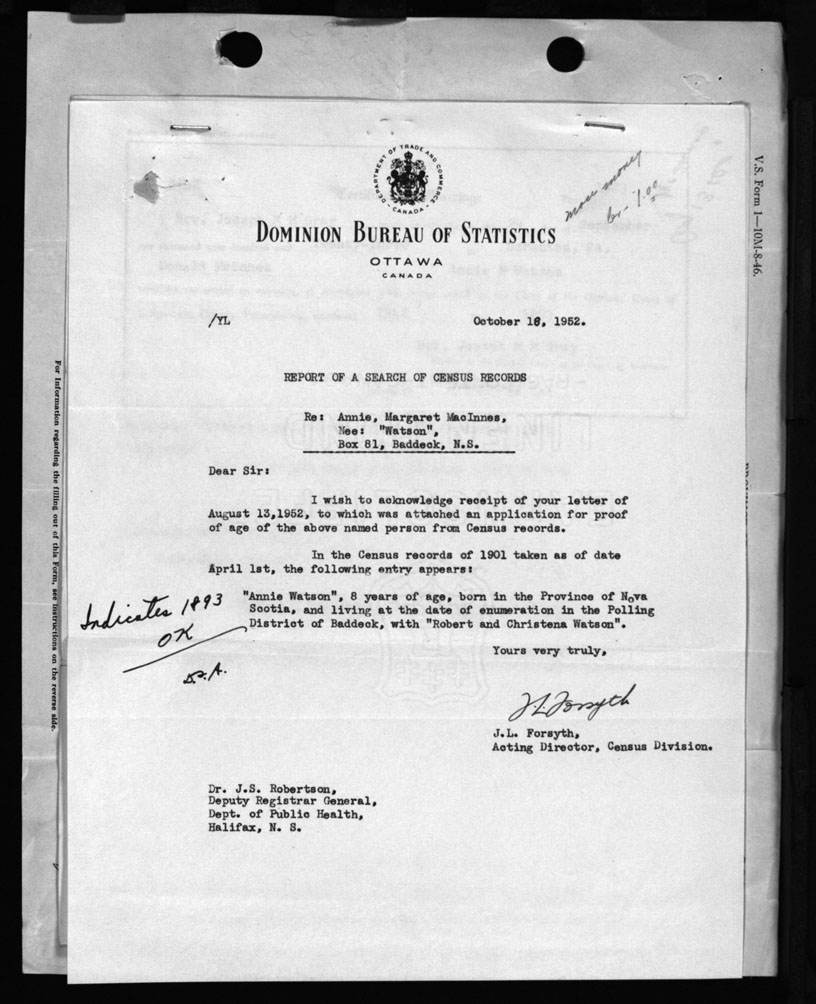 DEPARTMENT OF TRADE AND COMMERCE
CANADA
more money
DOMINION BUREAU OF STATISTICS
OTTAWA
CANADA
/YL
October 16, 1952.
REPORT OF A SEARCH OF CENSUS RECORDS
Re: Annie, Margaret MacInnes,
Nee: "Watson",
Box 81, Baddeck, N.S.
Dear Sir:
I wish to acknowledge receipt of your letter of
August 13,1952, to which was attached an application for proof
of age of the above named person from Census records.
In the Census records of 1901 taken as of date
April 1st, the following entry appears:
"Annie Watson", 8 years of age, born in the Province of Nova
Scotia, and living at the date of enumeration in the Polling
District of Baddeck, with "Robert and Christena Watson".
Indicates 1893
OK
Yours very truly,
J.L. Forsyth
J.L. Forsyth,
Acting Director, Census Division.
Dr. J.S. Robertson,
Deputy Registrar General,
Dept. of Public Health,
Halifax, N. S.
V.S. Form 1—10M-8-46.
For information regarding the filling out of this Form, see instructions on the reverse side.